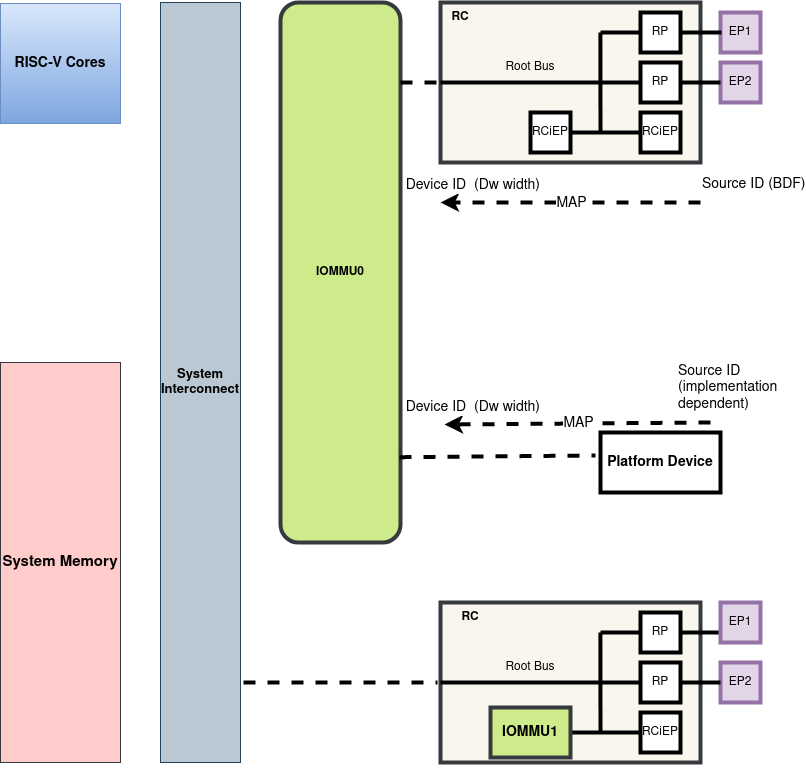 RISC-V Cores
System Memory
System
Interconnect
IOMMU0
RC
Root Bus
RP
EP1
RP
EP2
RCiEP
RCiEP
Device ID (Dw width)
Source ID (BDF)
MAP
Source ID
(implementation
dependent)
Device ID (Dw width)
MAP
Platform Device
RC
Root Bus
RP
EP1
RP
EP2
IOMMU1
RCiEP